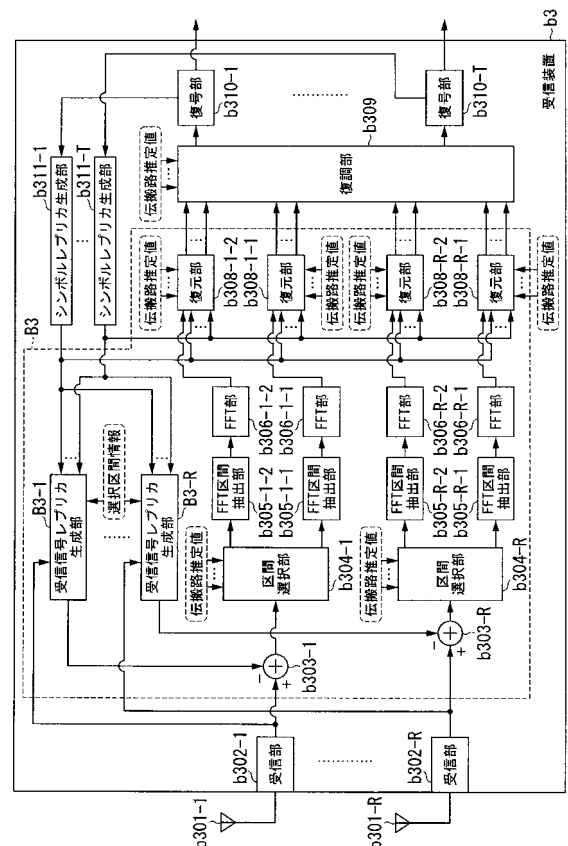 b3
受信装置
b310-1
復号部
b310-T
復号部
b309
復調部
伝搬路推定値
b311-1
シンボルレプリカ生成部
b311-T
シンボルレプリカ生成部
B3
伝搬路推定値
復元部
b308-1-2
b308-1-1
復元部
伝搬路推定値
伝搬路推定値
復元部
b308-R-2
b308-R-1
復元部
伝搬路推定値
FFT部
b306-1-2
b306-1-1
FFT部
FFT部
b306-R-2
b306-R-1
FFT部
FFT区間
抽出部
b305-1-2
b305-1-1
FFT区間
抽出部
FFT区間
抽出部
b305-R-2
b305-R-1
FFT区間
抽出部
B3-1
受信信号レプリカ
生成部
選択区間情報
B3-R
受信信号レプリカ
生成部
伝搬路推定値
区間
選択部
b304-1
伝搬路推定値
区間
選択部
b304-R
-
+
b303-1
-
+
b303-R
b302-1
受信部
b302-R
受信部
b301-1
b301-R